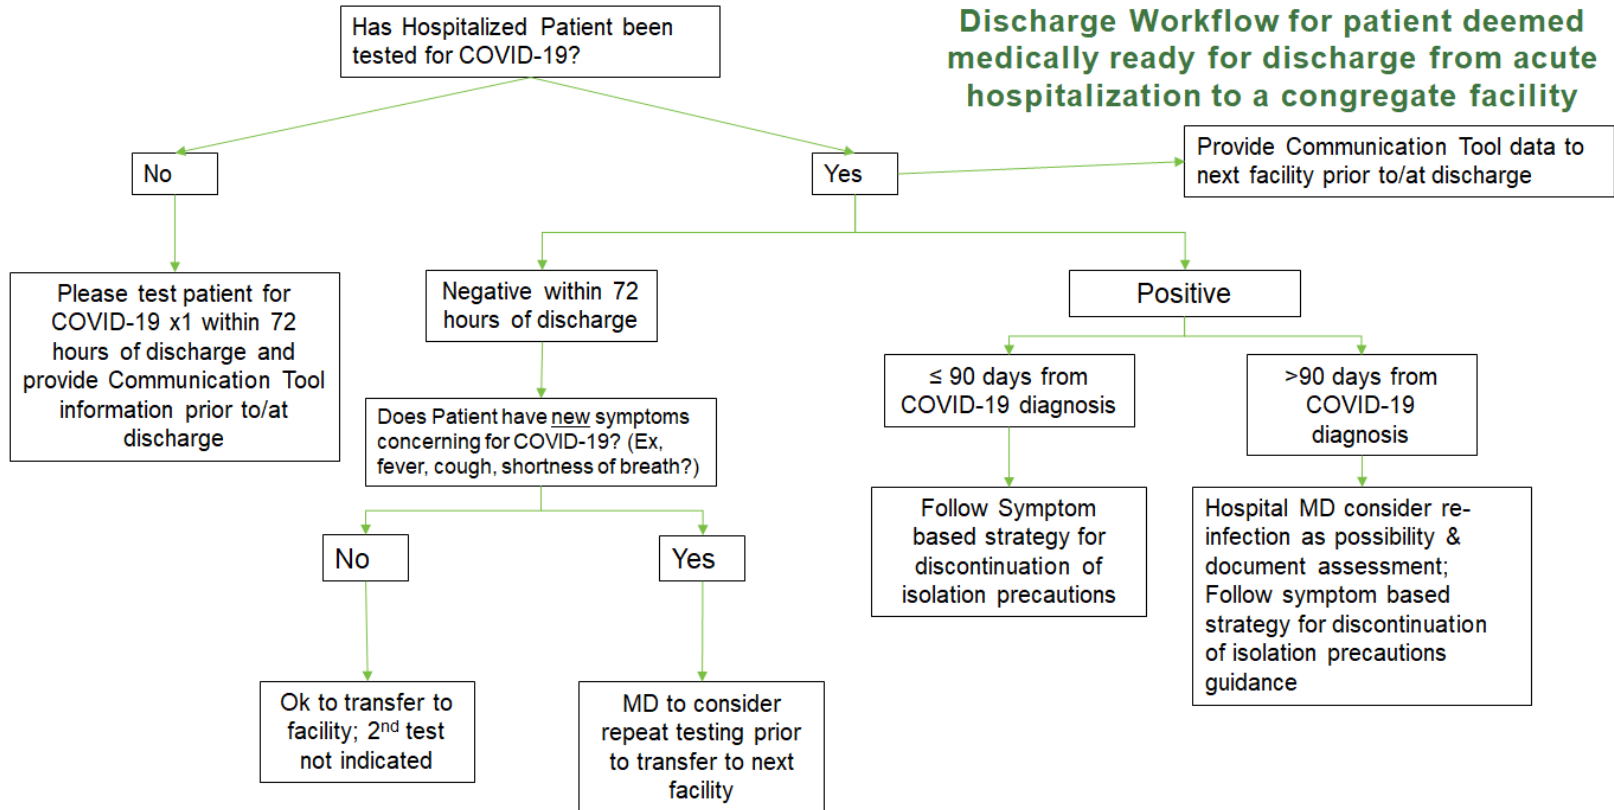 Discharge Workflow for patient deemed
medically ready for discharge from acute
hospitalization to a congregate facility
Has Hospitalized Patient been
tested for COVID-19?
No
Yes
Provide Communication Tool data to
next facility prior to/at discharge
Please test patient for
COVID-19 x1 within 72
hours of discharge and
provide Communication Tool
information prior to/at
discharge
Negative within 72
hours of discharge
Positive
Does Patient have new symptoms
concerning for COVID-19? (Ex,
fever, cough, shortness of breath?)
≤ 90 days from
COVID-19 diagnosis
>90 days from
COVID-19
diagnosis
No
Yes
Follow Symptom
based strategy for
discontinuation of
isolation precautions
Hospital MD consider re-
infection as possibility &
document assessment;
Follow symptom based
strategy for discontinuation
of isolation precautions
guidance
Ok to transfer to
facility; 2nd test
not indicated
MD to consider
repeat testing prior
to transfer to next
facility